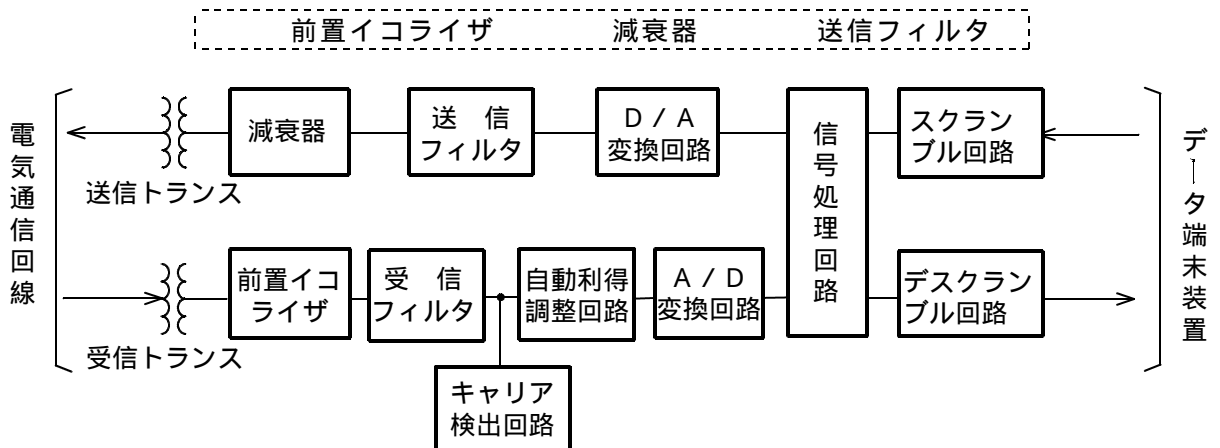 前置イコライザ 減衰器 送信フィルタ
電気通信回線
減衰器
送 信
フィルタ
D / A
変換回路
信号処理回路
スクラン
ブル回路
データ端末装置
送信トランス
前置イコ
ライザ
受 信
フィルタ
自動利得
調整回路
A / D
変換回路
デスクラン
ブル回路
受信トランス
キャリア
検出回路